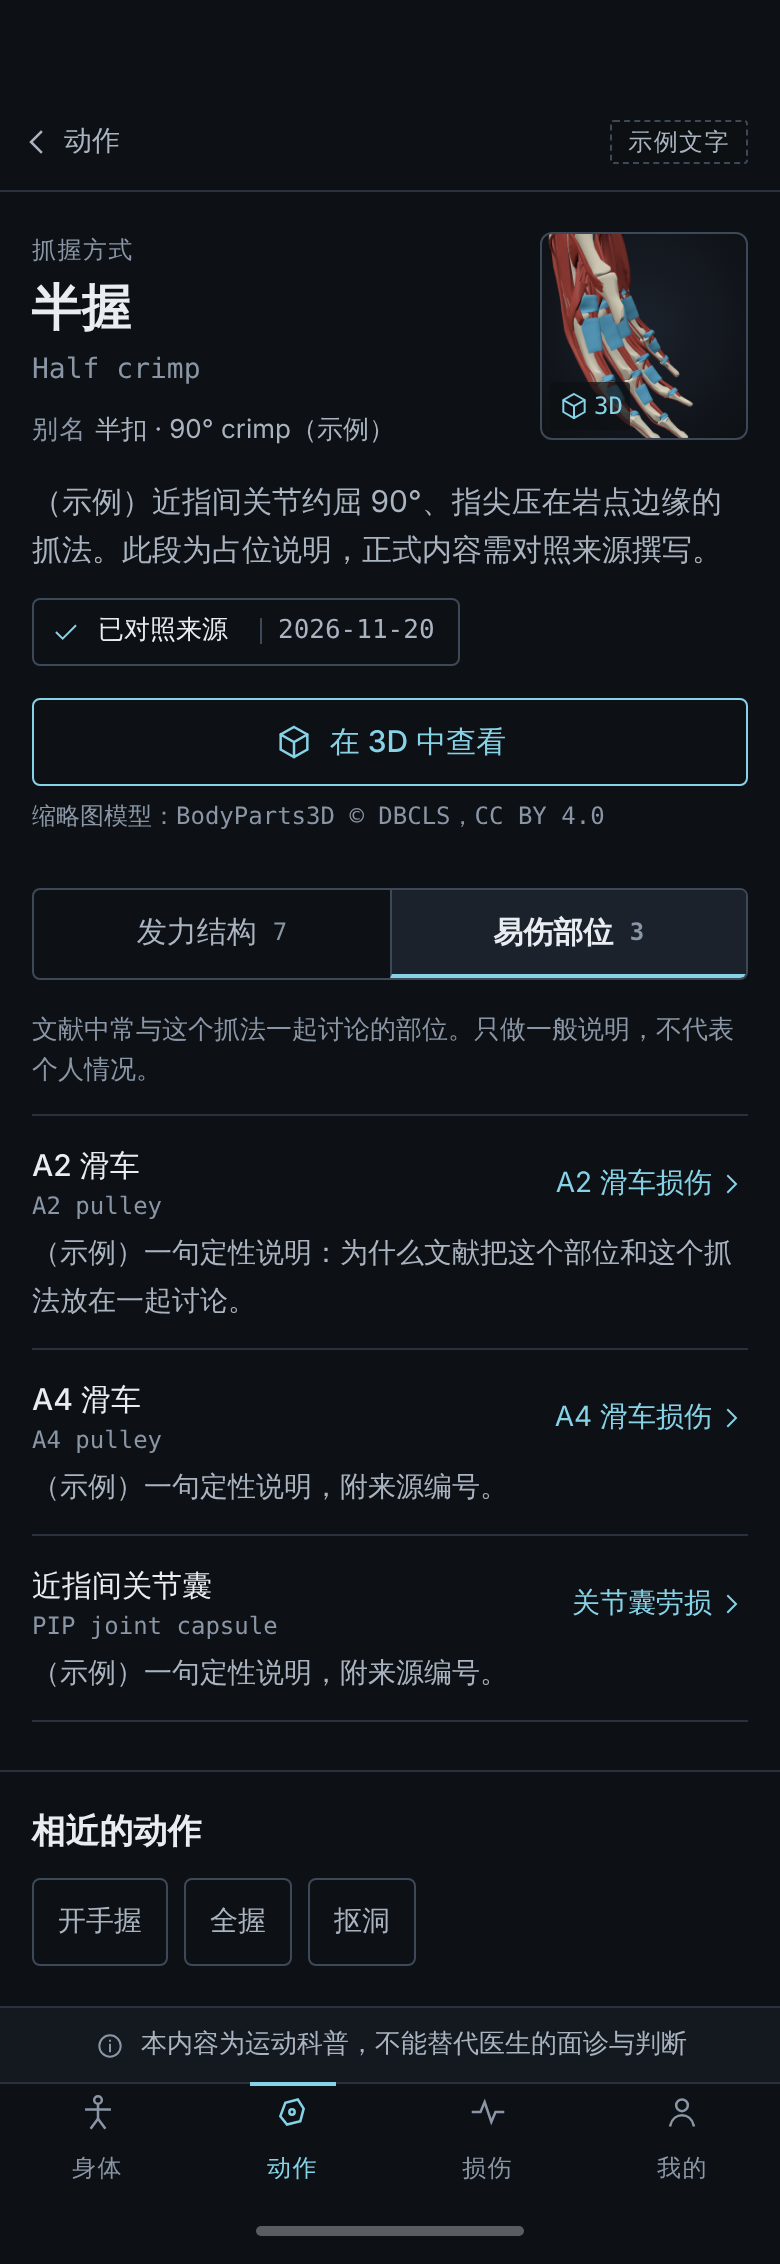 动作
示例文字
抓握方式
半握
Half crimp
别名 半扣 · 90° crimp（示例）
3D
（示例）近指间关节约屈 90°、指尖压在岩点边缘的
抓法。此段为占位说明，正式内容需对照来源撰写。
已对照来源 | 2026-11-20
在 3D 中查看
缩略图模型：BodyParts3D © DBCLS，CC BY 4.0
发力结构 7
易伤部位 3
文献中常与这个抓法一起讨论的部位。只做一般说明，不代表
个人情况。
A2 滑车
A2 pulley
A2 滑车损伤
（示例）一句定性说明：为什么文献把这个部位和这个抓
法放在一起讨论。
A4 滑车
A4 pulley
A4 滑车损伤
（示例）一句定性说明，附来源编号。
近指间关节囊
PIP joint capsule
关节囊劳损
（示例）一句定性说明，附来源编号。
相近的动作
开手握
全握
抠洞
本内容为运动科普，不能替代医生的面诊与判断
身体
动作
损伤
我的